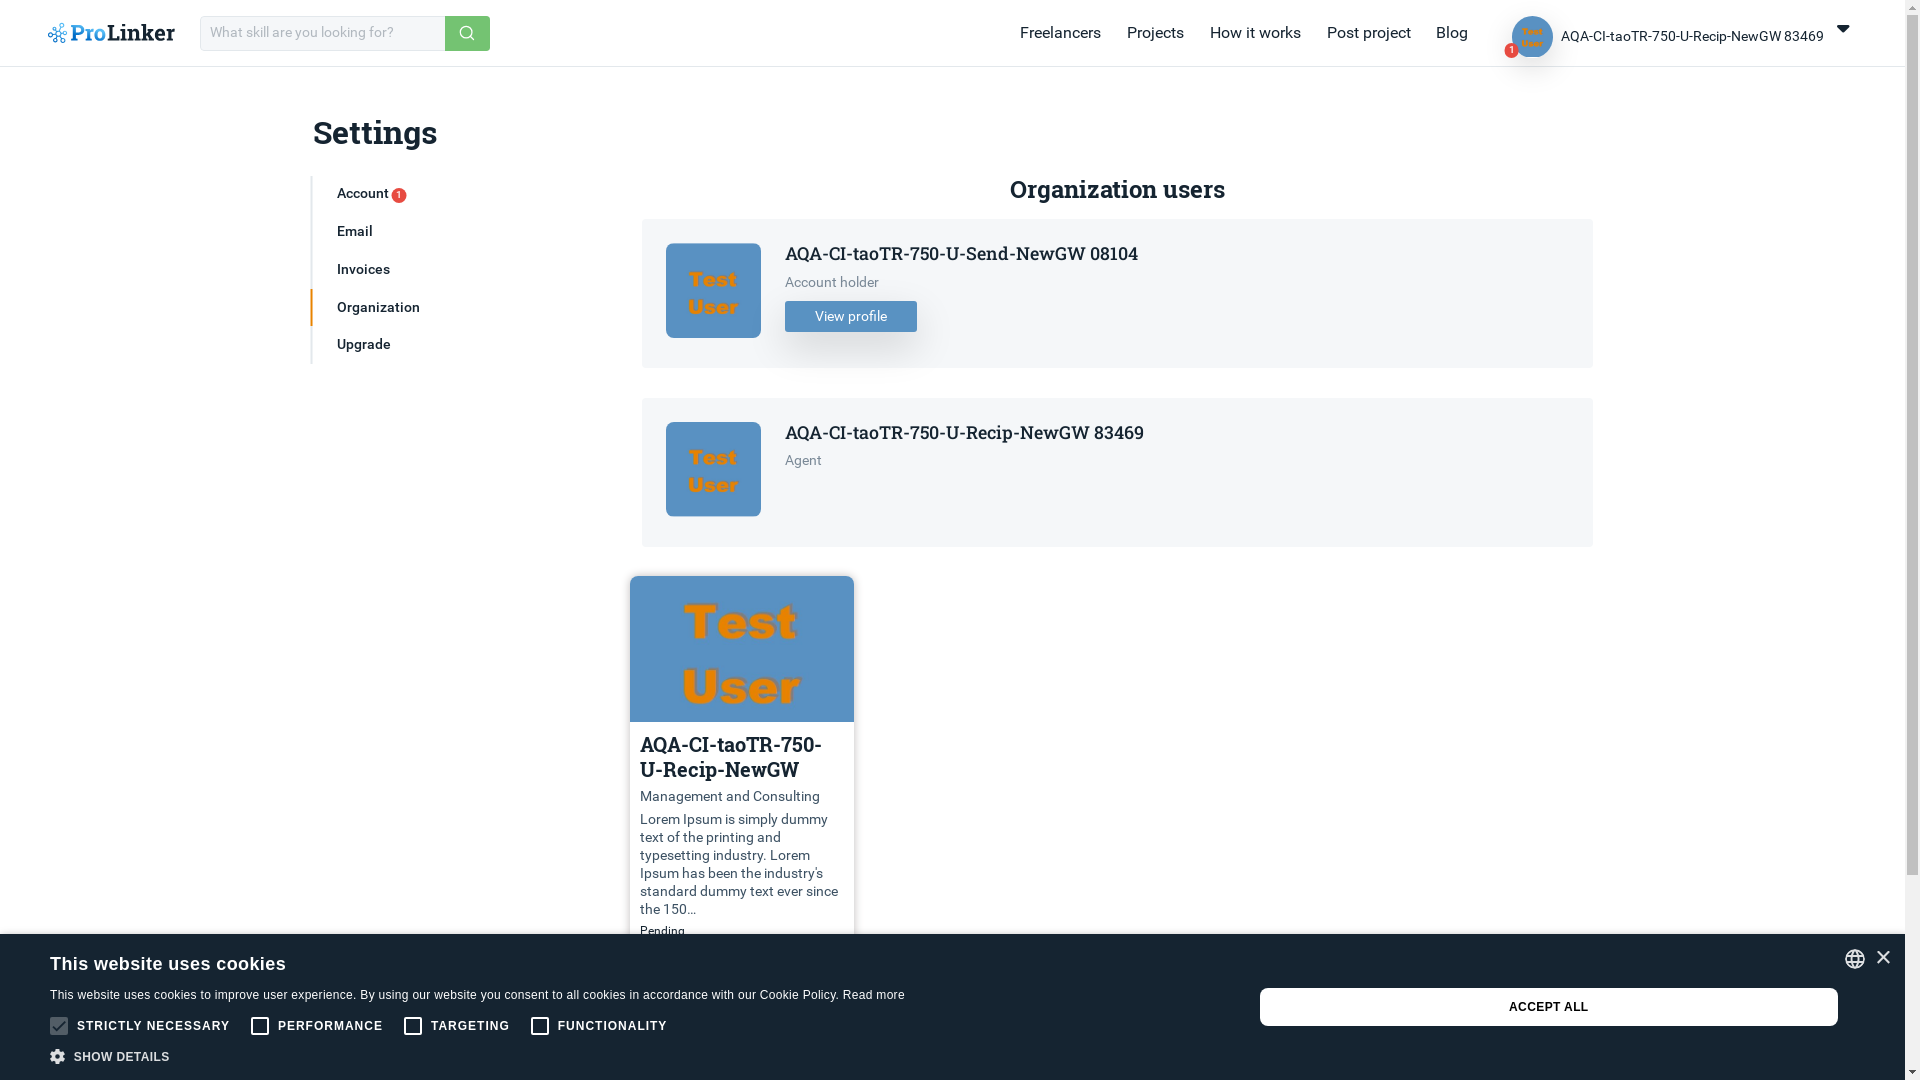 ProLinker
What skill are you looking for?
Freelancers
Projects
How it works
Post project
Blog
1
Test
User
AQA-CI-taoTR-750-U-Recip-NewGW 83469
Settings
Account 1
Email
Invoices
Organization
Upgrade
Organization users
Test
User
AQA-CI-taoTR-750-U-Send-NewGW 08104
Account holder
View profile
Test
User
AQA-CI-taoTR-750-U-Recip-NewGW 83469
Agent
Test
User
AQA-CI-taoTR-750-
U-Recip-NewGW
Management and Consulting
Lorem Ipsum is simply dummy
text of the printing and
typesetting industry. Lorem
Ipsum has been the industry's
standard dummy text ever since
the 150...
Pending
This website uses cookies
This website uses cookies to improve user experience. By using our website you consent to all cookies in accordance with our Cookie Policy. Read more
STRICTLY NECESSARY
PERFORMANCE
TARGETING
FUNCTIONALITY
SHOW DETAILS
ACCEPT ALL